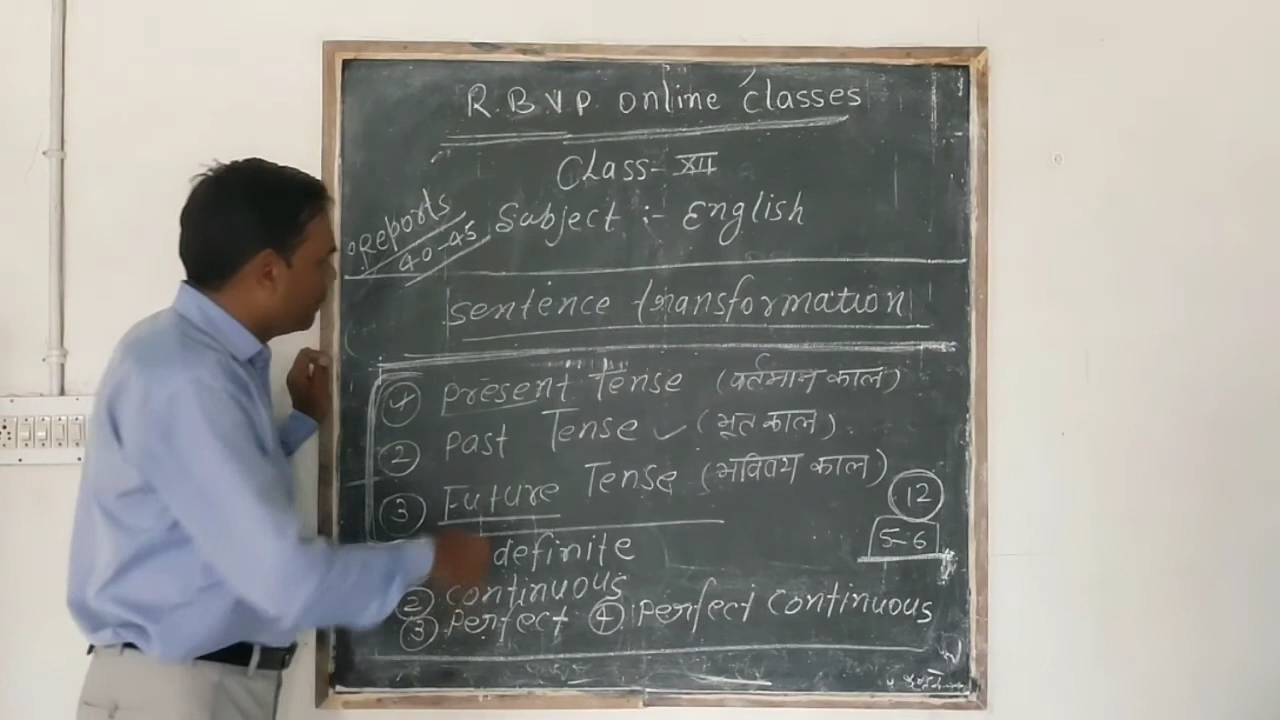 R.B.V.P. online classes
Class- XII
Reports
40-45
Subject :- English
Sentence transformation
1 Present Tense (वर्तमान काल)
2 Past Tense ✓ (भूत काल)
3 Future Tense (भविष्य काल)
12
5-6
definite
2 continuous
3 Perfect 4 Perfect continuous